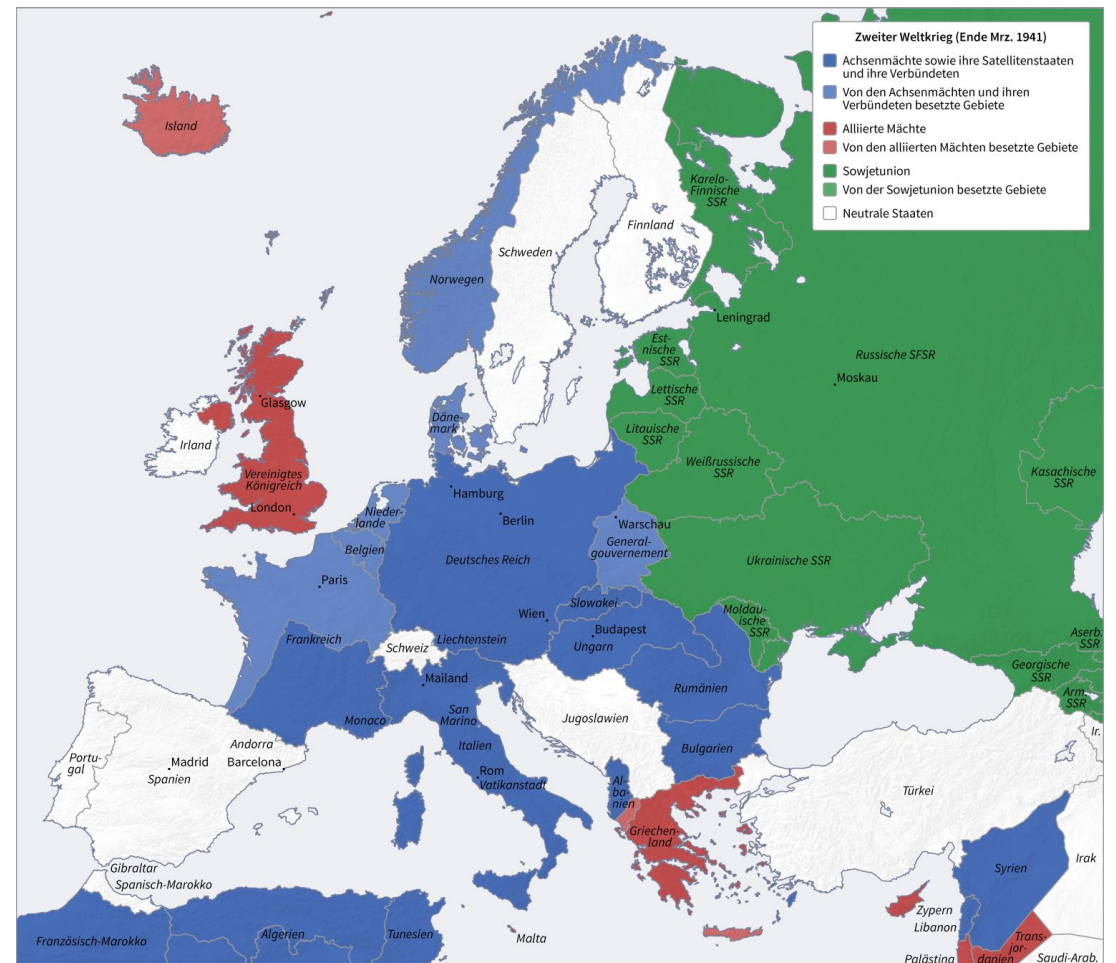 Zweiter Weltkrieg (Ende Mrz. 1941)
Achsenmächte sowie ihre Satellitenstaaten
und ihre Verbündeten
Von den Achsenmächten und ihren
Verbündeten besetzte Gebiete
Alliierte Mächte
Von den alliierten Mächten besetzte Gebiete
Sowjetunion
Von der Sowjetunion besetzte Gebiete
Neutrale Staaten
Island
Karelo-
Finnische
SSR
Finnland
Schweden
Norwegen
Leningrad
Est-
nische
SSR
Russische SFSR
Moskau
Lettische
SSR
Glasgow
Däne-
mark
Litauische
SSR
Irland
Weißrussische
SSR
Kasachische
SSR
Vereinigtes
Königreich
London
Hamburg
Nieder-
lande
Berlin
Warschau
General-
gouvernement
Belgien
Deutsches Reich
Ukrainische SSR
Paris
Slowakei
Wien
Moldau-
ische
SSR
Budapest
Ungarn
Frankreich
Schweiz
Liechtenstein
Aserb.
SSR
Georgische
SSR
Mailand
Rumänien
Arm.
SSR
San
Marino
Monaco
Jugoslawien
Ir.
Italien
Bulgarien
Andorra
Barcelona
Portu-
gal
Madrid
Spanien
Rom
Vatikanstadt
Al-
ba-
nien
Türkei
Griechen-
land
Irak
Syrien
Gibraltar
Spanisch-Marokko
Zypern
Libanon
Französisch-Marokko
Algerien
Tunesien
Malta
Trans-
jor-
danien
Palästina
Saudi-Arab.